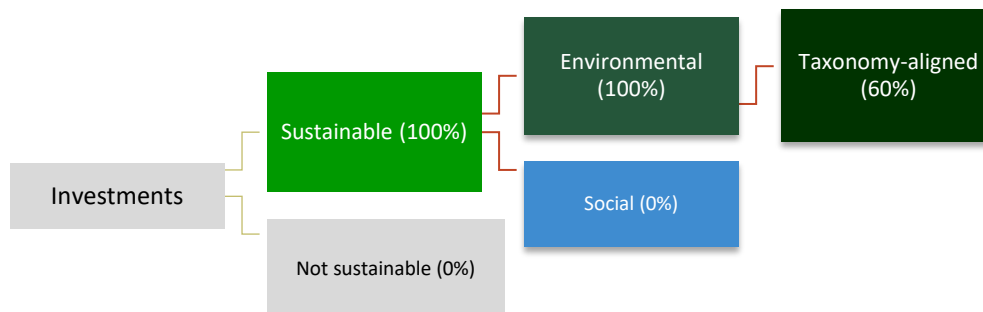 Environmental
(100%)
Taxonomy-aligned
(60%)
Sustainable (100%)
Investments
Social (0%)
Not sustainable (0%)